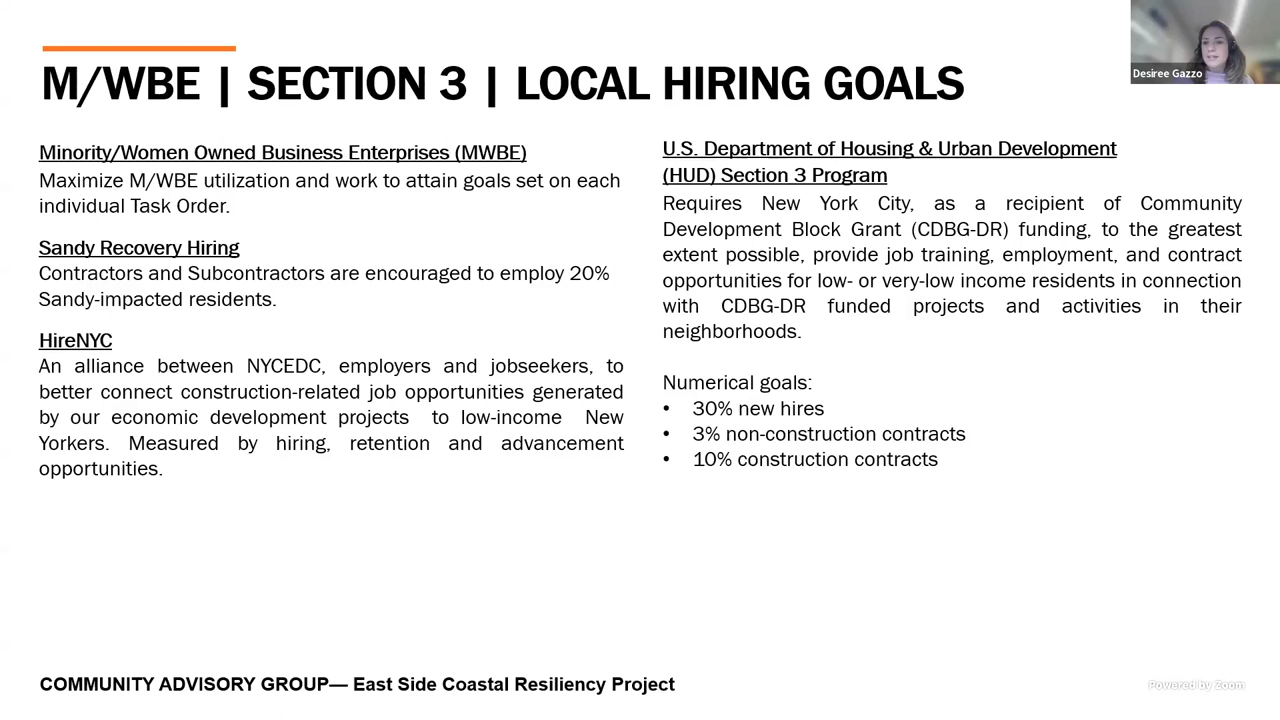 M/WBE | SECTION 3 | LOCAL HIRING GOALS
Desiree Gazzo
Minority/Women Owned Business Enterprises (MWBE)
Maximize M/WBE utilization and work to attain goals set on each
individual Task Order.
Sandy Recovery Hiring
Contractors and Subcontractors are encouraged to employ 20%
Sandy-impacted residents.
HireNYC
An alliance between NYCEDC, employers and jobseekers, to
better connect construction-related job opportunities generated
by our economic development projects to low-income New
Yorkers. Measured by hiring, retention and advancement
opportunities.
U.S. Department of Housing & Urban Development
(HUD) Section 3 Program
Requires New York City, as a recipient of Community
Development Block Grant (CDBG-DR) funding, to the greatest
extent possible, provide job training, employment, and contract
opportunities for low- or very-low income residents in connection
with CDBG-DR funded projects and activities in their
neighborhoods.
Numerical goals:
• 30% new hires
• 3% non-construction contracts
• 10% construction contracts
COMMUNITY ADVISORY GROUP— East Side Coastal Resiliency Project
Powered by Zoom